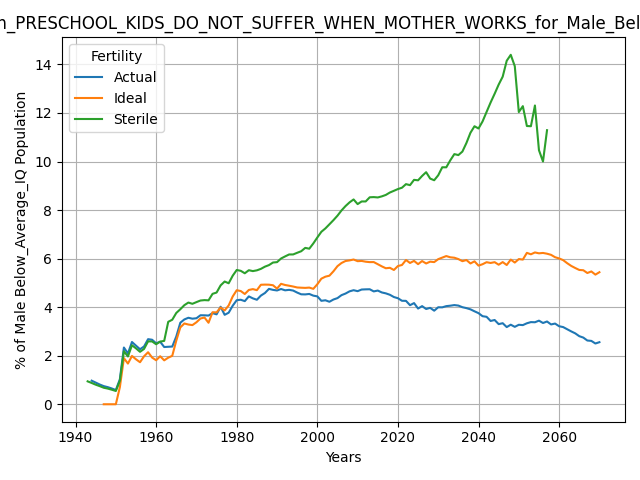 n_PRESCHOOL_KIDS_DO_NOT_SUFFER_WHEN_MOTHER_WORKS_for_Male_Bel
Fertility
Actual
Ideal
Sterile
% of Male Below_Average_IQ Population
14
12
10
8
6
4
2
0
1940 1960 1980 2000 2020 2040 2060
Years